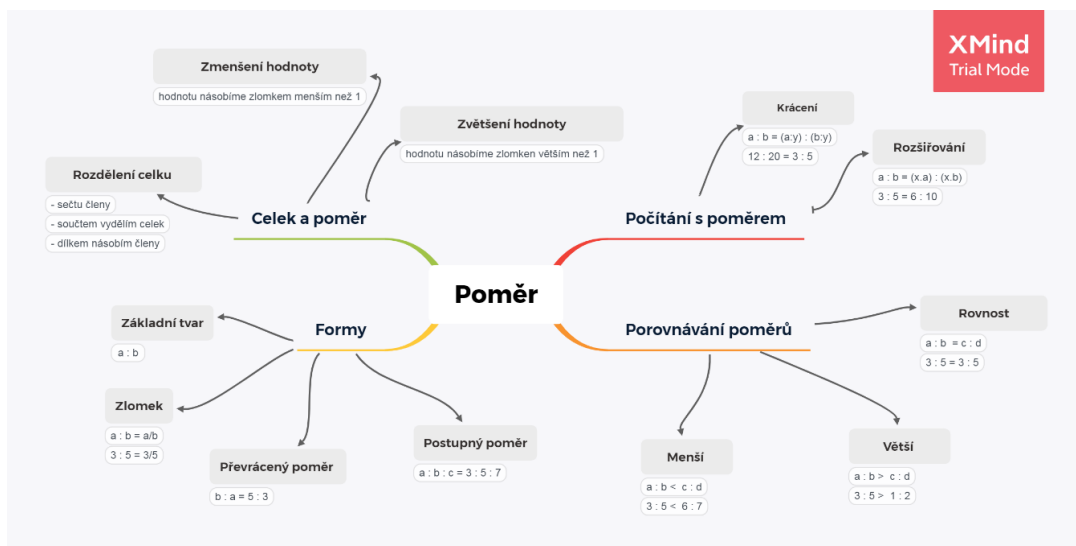 XMind
Trial Mode
Poměr
Celek a poměr
Zmenšení hodnoty
hodnotu násobíme zlomkem menším než 1
Zvětšení hodnoty
hodnotu násobíme zlomken větším než 1
Rozdělení celku
- sečtu členy
- součtem vydělím celek
- dílkem násobím členy
Počítání s poměrem
Krácení
a : b = (a:y) : (b:y)
12 : 20 = 3 : 5
Rozšiřování
a : b = (x.a) : (x.b)
3 : 5 = 6 : 10
Formy
Základní tvar
a : b
Zlomek
a : b = a/b
3 : 5 = 3/5
Převrácený poměr
b : a = 5 : 3
Postupný poměr
a : b : c = 3 : 5 : 7
Porovnávání poměrů
Rovnost
a : b = c : d
3 : 5 = 3 : 5
Menší
a : b < c : d
3 : 5 < 6 : 7
Větší
a : b > c : d
3 : 5 > 1 : 2